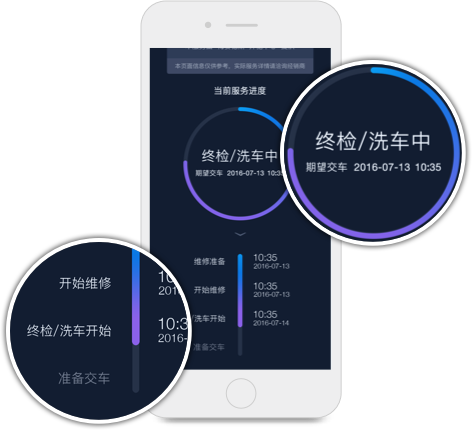 本页面信息仅供参考，实际服务详情请咨询经销商
当前服务进度
终检/洗车中
期望交车 2016-07-13 10:35
终检/洗车中
期望交车 2016-07-13 10:35
维修准备 10:35
2016-07-13
开始维修 10:35
2016-07-13
/洗车开始 10:35
2016-07-14
准备交车
开始维修
终检/洗车开始 10:3
准备交车